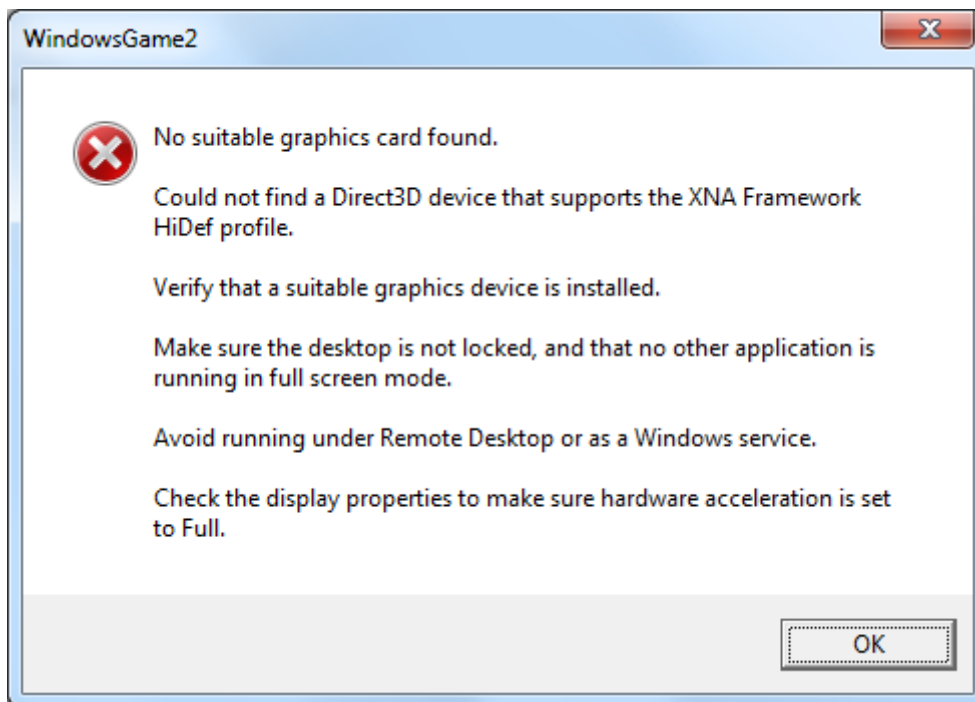 WindowsGame2
No suitable graphics card found.
Could not find a Direct3D device that supports the XNA Framework
HiDef profile.
Verify that a suitable graphics device is installed.
Make sure the desktop is not locked, and that no other application is
running in full screen mode.
Avoid running under Remote Desktop or as a Windows service.
Check the display properties to make sure hardware acceleration is set
to Full.
OK